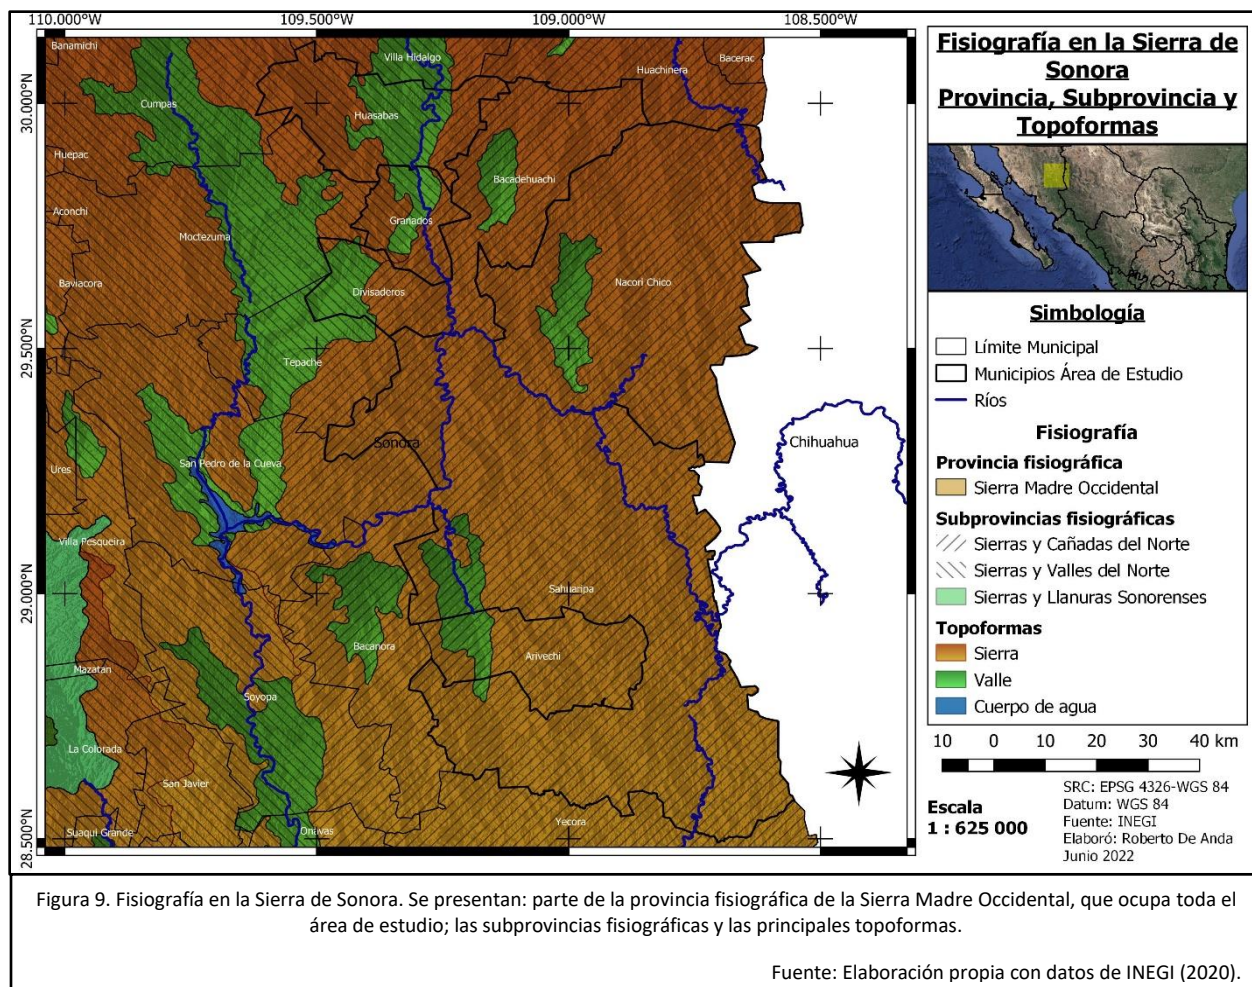 110.000°W
109.500°W
109.000°W
108.500°W
30.000°N
29.500°N
29.000°N
28.500°N
Banamichi
Villa Hidalgo
Bacerac
Huachinera
Cumpas
Huasabas
Huepac
Bacadehuachi
Aconchi
Granados
Moctezuma
Baviacora
Divisaderos
Nacori Chico
Tepache
Sonora
Chihuahua
San Pedro de la Cueva
Ures
Villa Pesqueira
Sahuaripa
Bacanora
Arivechi
Mazatan
Soyopa
La Colorada
San Javier
Suaqui Grande
Onavas
Yecora
Fisiografía en la Sierra de
Sonora
Provincia, Subprovincia y
Topoformas
Simbología
Límite Municipal
Municipios Área de Estudio
Ríos
Fisiografía
Provincia fisiográfica
Sierra Madre Occidental
Subprovincias fisiográficas
Sierras y Cañadas del Norte
Sierras y Valles del Norte
Sierras y Llanuras Sonorenses
Topoformas
Sierra
Valle
Cuerpo de agua
10 0 10 20 30 40 km
Escala
1 : 625 000
SRC: EPSG 4326-WGS 84
Datum: WGS 84
Fuente: INEGI
Elaboró: Roberto De Anda
Junio 2022
Figura 9. Fisiografía en la Sierra de Sonora. Se presentan: parte de la provincia fisiográfica de la Sierra Madre Occidental, que ocupa toda el
área de estudio; las subprovincias fisiográficas y las principales topoformas.
Fuente: Elaboración propia con datos de INEGI (2020).